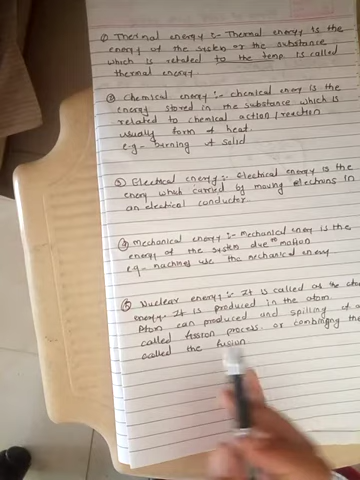 ① Thermal energy :- Thermal energy is the
energy of the system or the substance
which is related to the temp is called
thermal energy.
② Chemical energy :- chemical energy is the
energy stored in the substance which is
related to chemical action/reaction
usually form of heat.
e.g - burning of solid
③ Electrical energy :- Electrical energy is the
enery which carried by moving electrons in
an electrical conductor.
④ Mechanical energy :- Mechanical energy is the
energy of the system due to motion
e.g - machines use the mechanical energy
⑤ Nuclear energy :- It is called as the
energy. It is produced in the atom.
Atom can produced and spilling of
called fission process. or combining the
called the fusion